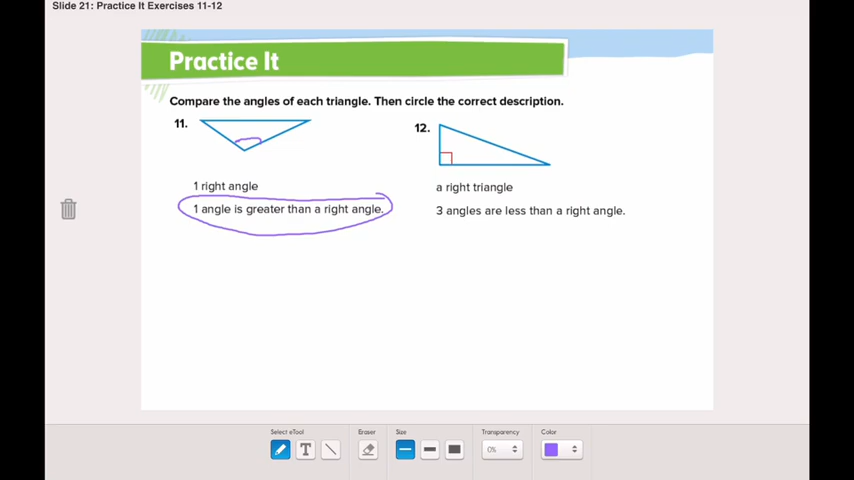 Slide 21: Practice It Exercises 11-12
Practice It
Compare the angles of each triangle. Then circle the correct description.
11.
1 right angle
1 angle is greater than a right angle.
12.
a right triangle
3 angles are less than a right angle.
Select eTool
Eraser
Size
Transparency
Color
T
0%